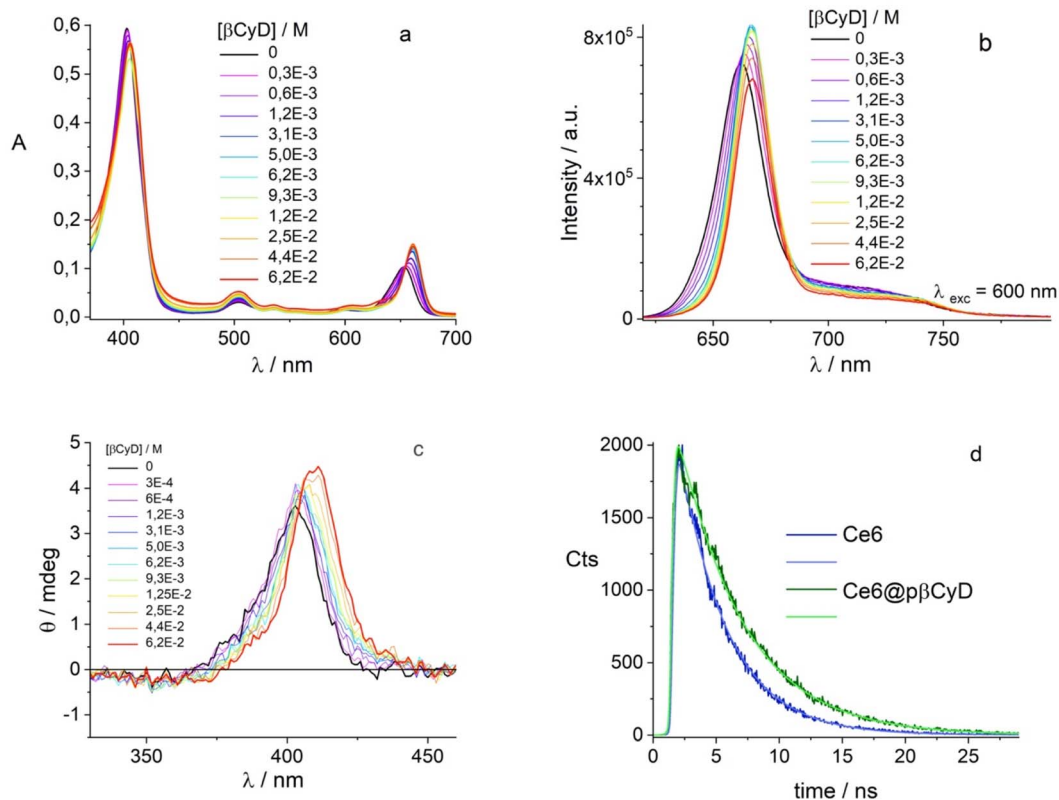 a
[βCyD] / M
0
0,3E-3
0,6E-3
1,2E-3
3,1E-3
5,0E-3
6,2E-3
9,3E-3
1,2E-2
2,5E-2
4,4E-2
6,2E-2
A
0,6
0,5
0,4
0,3
0,2
0,1
0,0
400 500 600 700
λ / nm
b
[βCyD] / M
0
0,3E-3
0,6E-3
1,2E-3
3,1E-3
5,0E-3
6,2E-3
9,3E-3
1,2E-2
2,5E-2
4,4E-2
6,2E-2
Intensity / a.u.
8x10⁵
4x10⁵
0
λ exc = 600 nm
650 700 750
λ / nm
c
[βCyD] / M
0
3E-4
6E-4
1,2E-3
3,1E-3
5,0E-3
6,2E-3
9,3E-3
1,25E-2
2,5E-2
4,4E-2
6,2E-2
θ / mdeg
5
4
3
2
1
0
-1
350 400 450
λ / nm
d
Ce6
Ce6@pβCyD
Cts
2000
1500
1000
500
0
0 5 10 15 20 25
time / ns